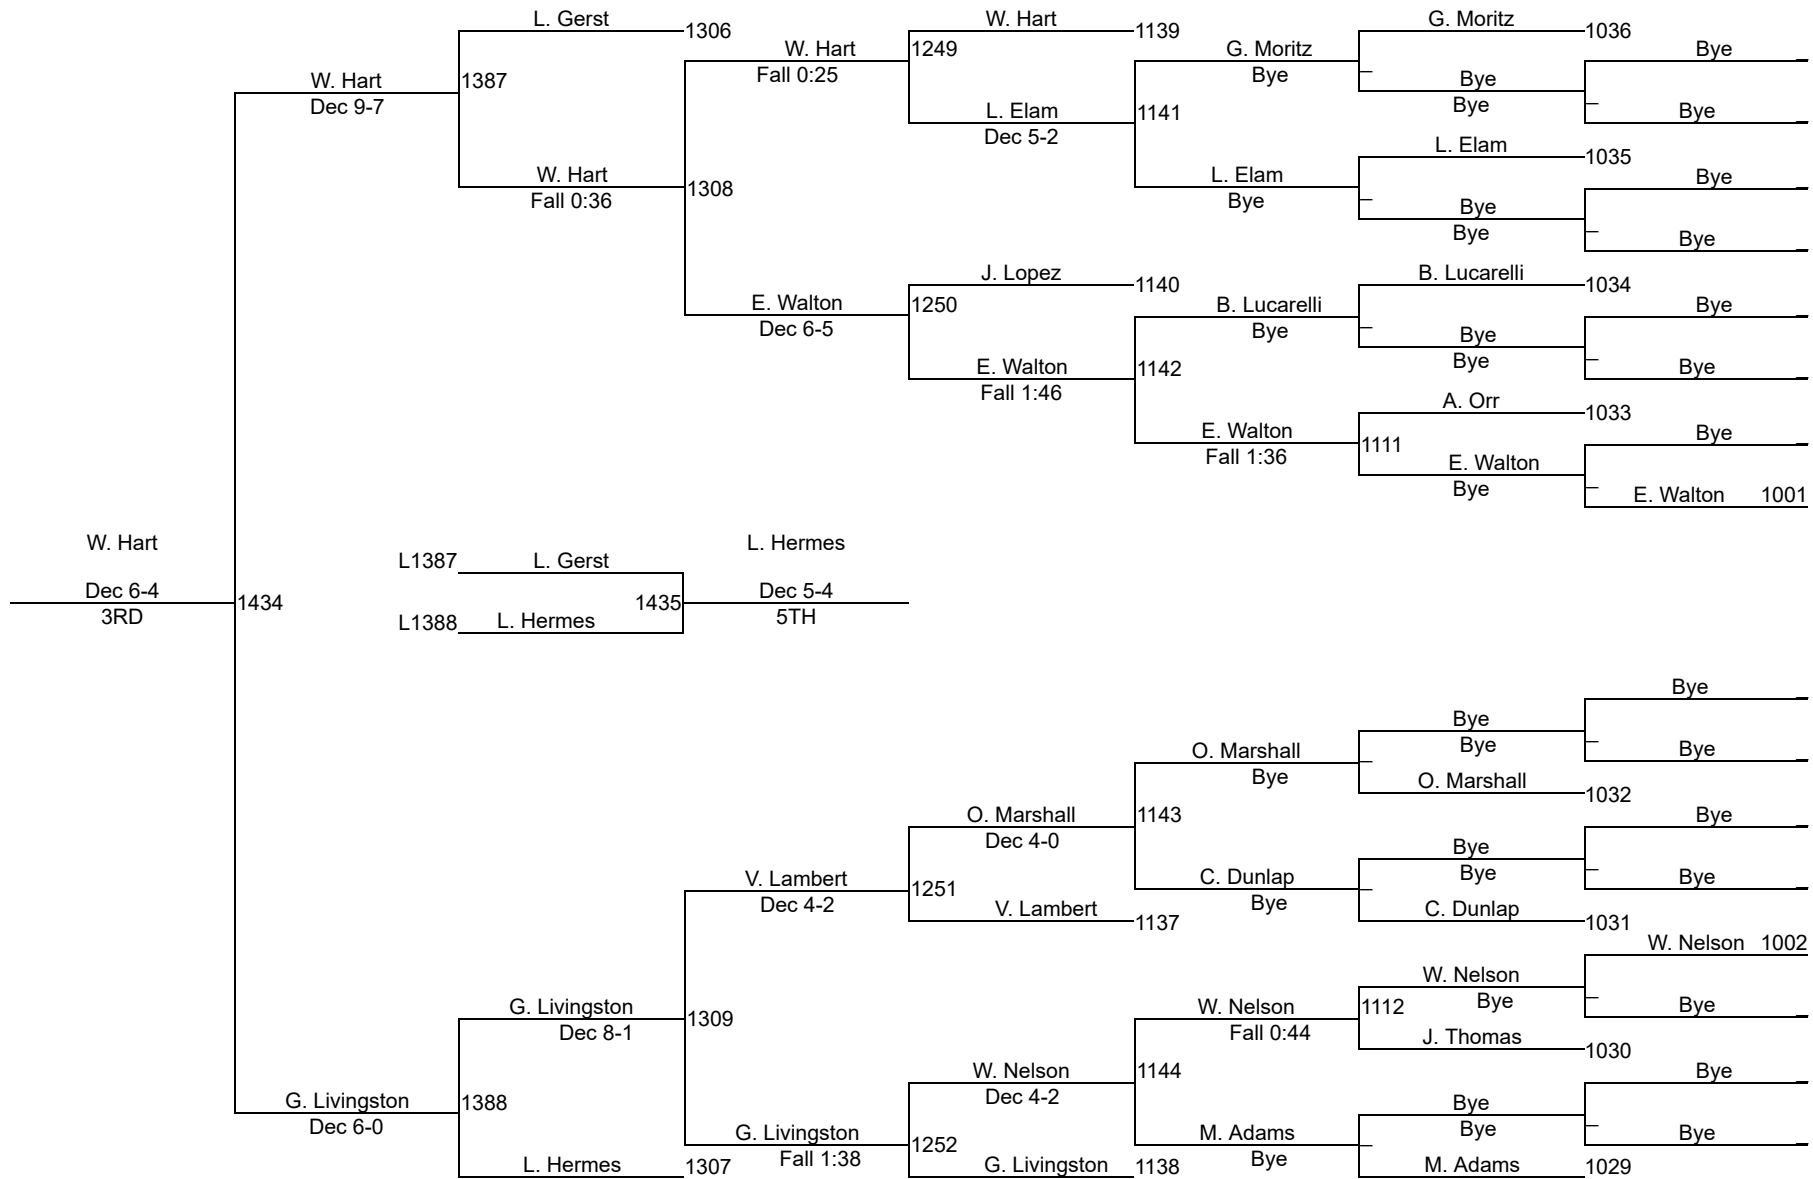 L. Gerst
W. Hart
G. Moritz
1306
1139
1036
W. Hart
1249
G. Moritz
Bye
Fall 0:25
Bye
W. Hart
1387
Bye
Dec 9-7
Bye
L. Elam
1141
Bye
Dec 5-2
L. Elam
1035
W. Hart
1308
L. Elam
Bye
Fall 0:36
Bye
Bye
Bye
Bye
J. Lopez
1140
B. Lucarelli
1034
E. Walton
1250
B. Lucarelli
Bye
Dec 6-5
Bye
Bye
Bye
E. Walton
1142
Bye
Fall 1:46
A. Orr
1033
E. Walton
1111
Bye
Fall 1:36
E. Walton
Bye
E. Walton 1001
W. Hart
L. Hermes
L1387
L. Gerst
Dec 6-4
1434
1435
Dec 5-4
3RD
5TH
L1388
L. Hermes
Bye
Bye
Bye
O. Marshall
Bye
Bye
O. Marshall
1032
O. Marshall
1143
Bye
Dec 4-0
Bye
Bye
V. Lambert
1251
C. Dunlap
Bye
Dec 4-2
Bye
V. Lambert
1137
C. Dunlap
1031
W. Nelson 1002
W. Nelson
Bye
G. Livingston
1309
W. Nelson
1112
Bye
Dec 8-1
Fall 0:44
J. Thomas
1030
W. Nelson
1144
Bye
Dec 4-2
G. Livingston
1388
Bye
Dec 6-0
Bye
G. Livingston
1252
M. Adams
Bye
Fall 1:38
Bye
L. Hermes
1307
G. Livingston
1138
M. Adams
1029